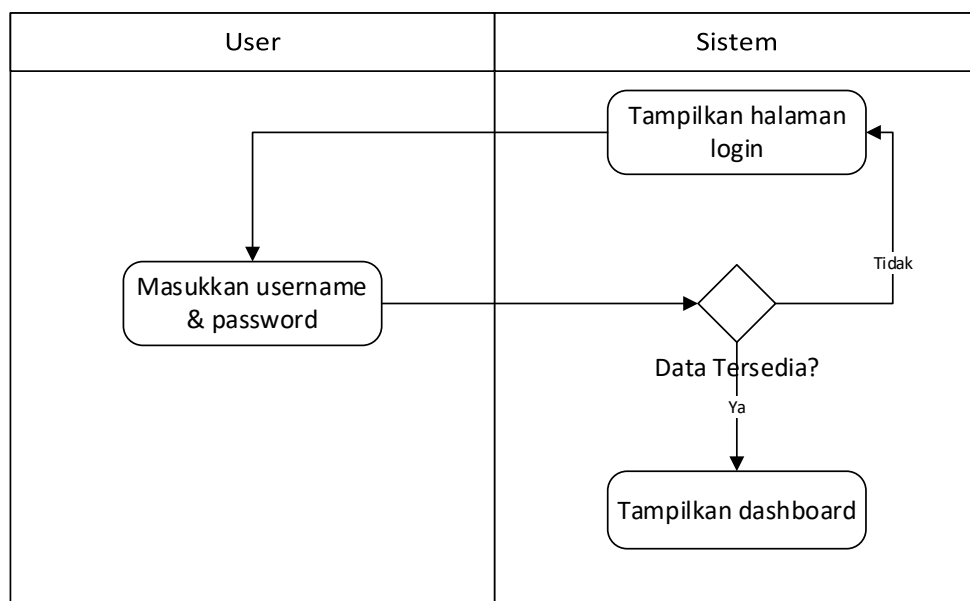 User
Sistem
Tampilkan halaman
login
Masukkan username
& password
Tidak
Data Tersedia?
Ya
Tampilkan dashboard